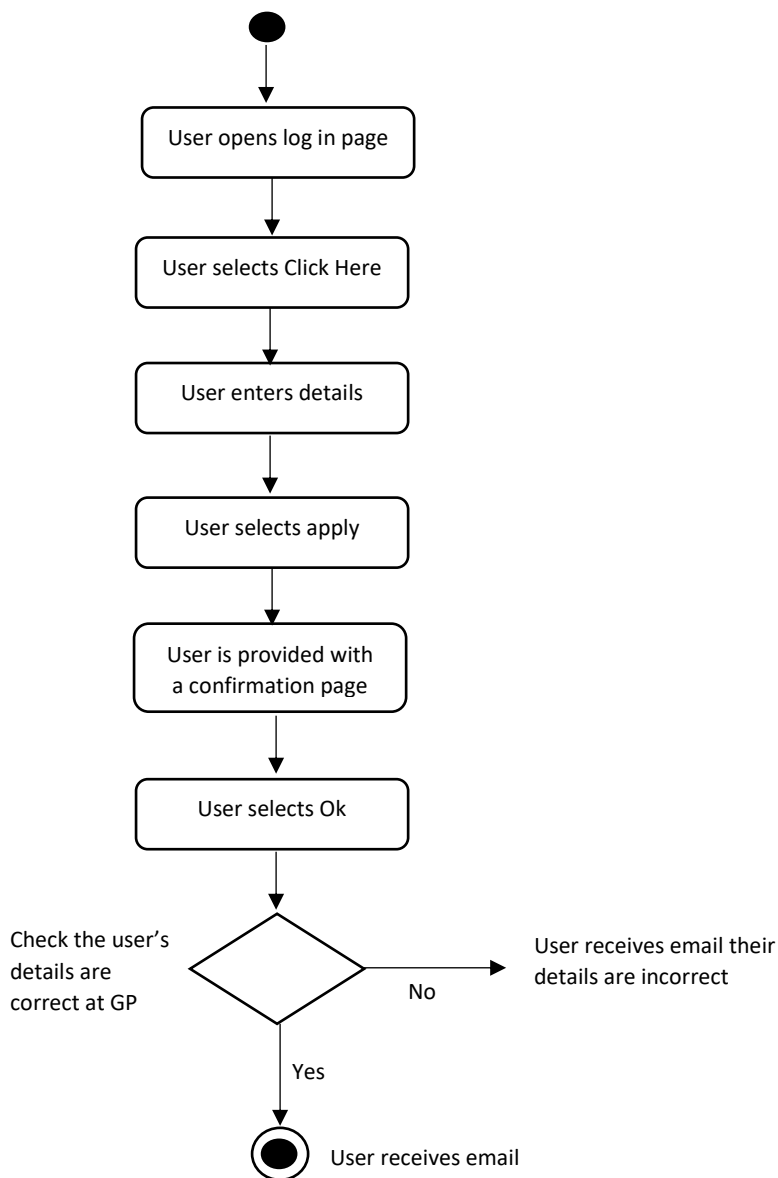 User opens log in page
User selects Click Here
User enters details
User selects apply
User is provided with
a confirmation page
User selects Ok
Check the user’s
details are
correct at GP
No
User receives email their
details are incorrect
Yes
User receives email